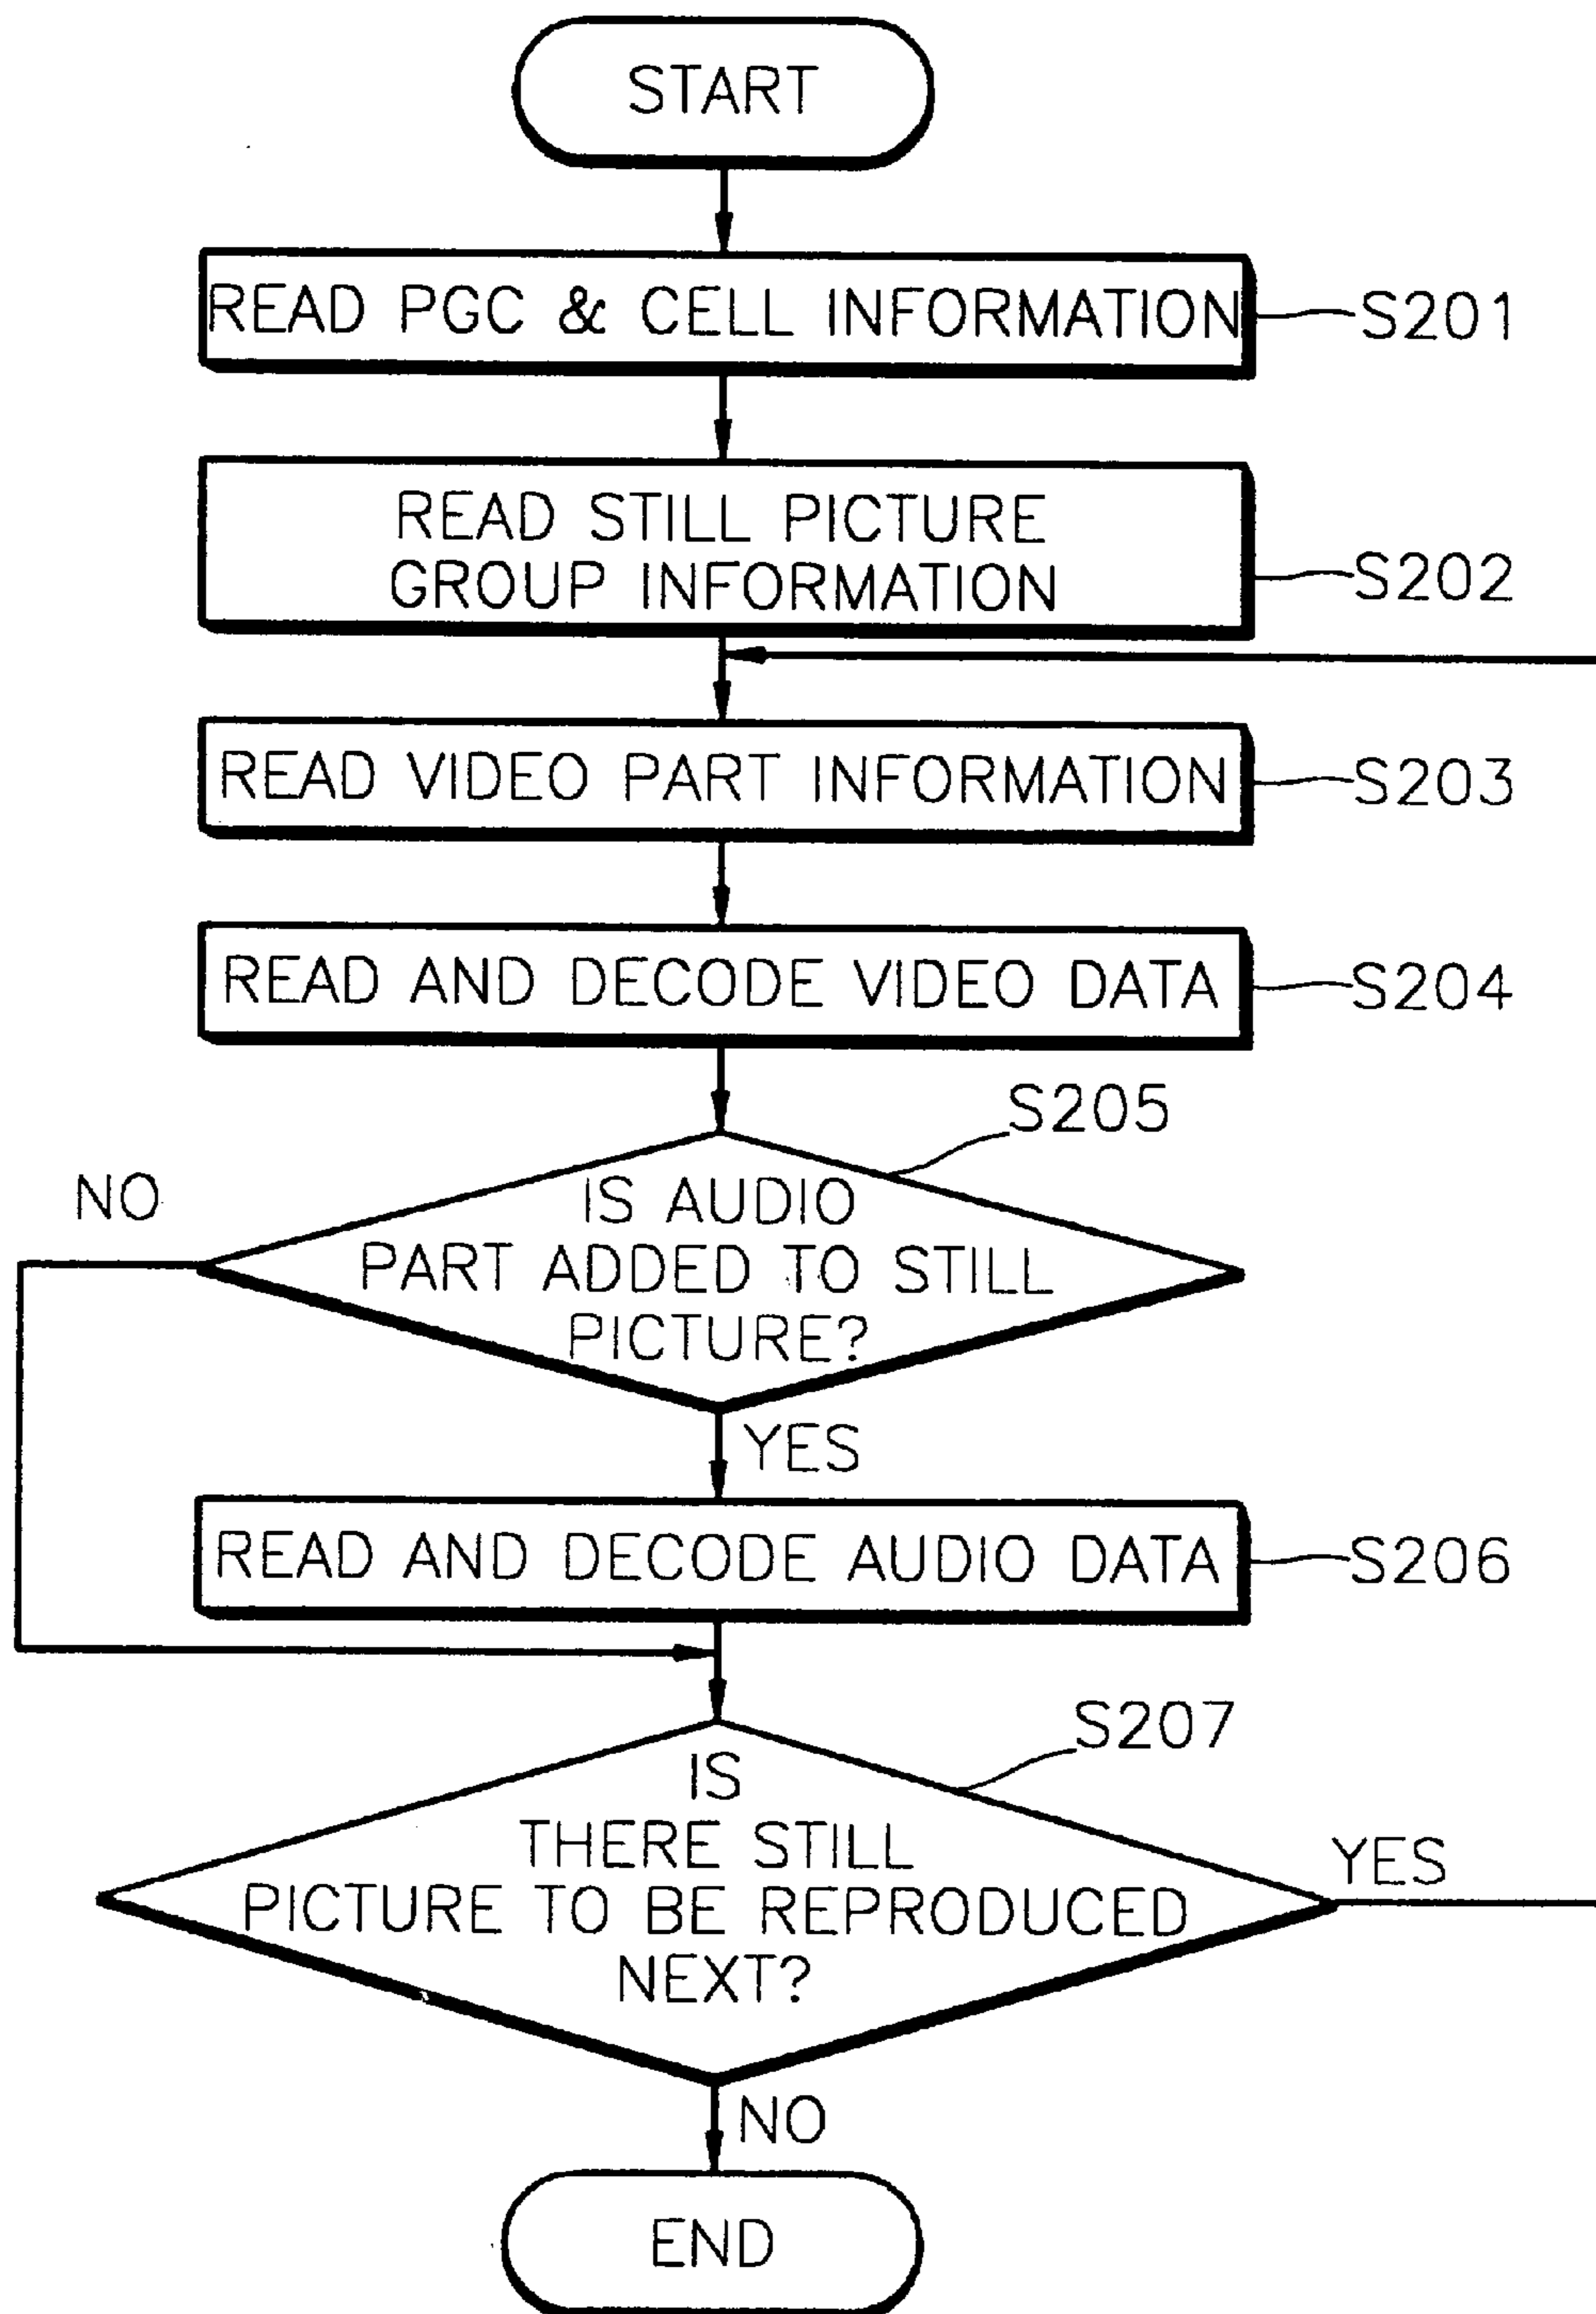 START
READ PGC & CELL INFORMATION
S201
READ STILL PICTURE
GROUP INFORMATION
S202
READ VIDEO PART INFORMATION
S203
READ AND DECODE VIDEO DATA
S204
S205
NO
IS AUDIO
PART ADDED TO STILL
PICTURE?
YES
READ AND DECODE AUDIO DATA
S206
S207
IS
THERE STILL
PICTURE TO BE REPRODUCED
NEXT?
YES
NO
END